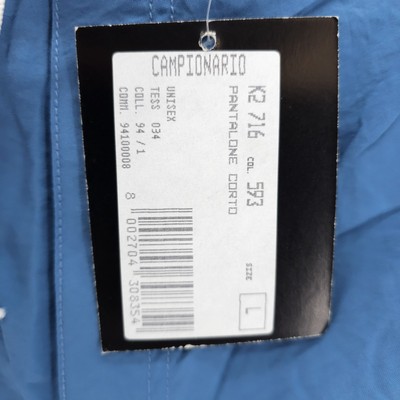 CAMPIONARIO
K2 716 COL 593
PANTALONE CORTO
UNISEX
TESS 034
COLL. 94/1
COMM. 94100008
8 002704 308354
SIZE L